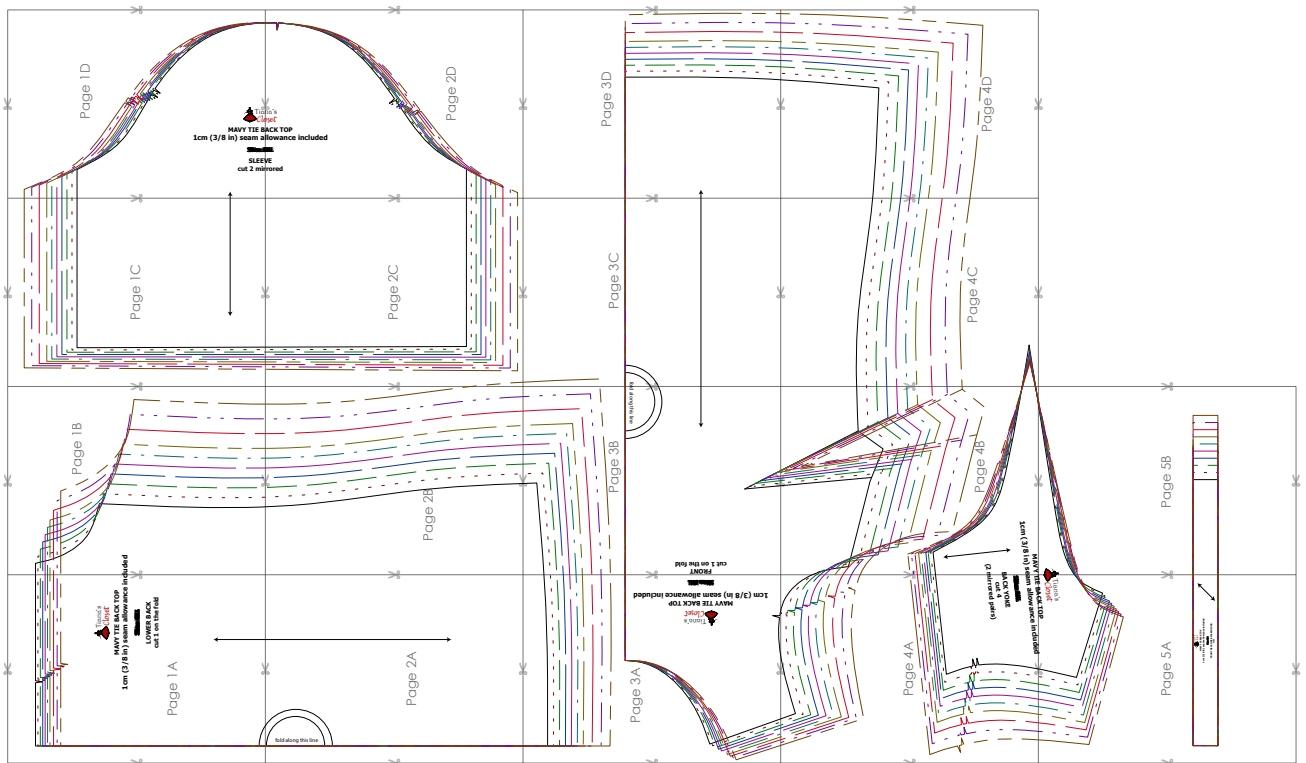 Page 1D
Page 2D
Page 3D
Page 4D
Tiana's
Closet
MAVY TIE BACK TOP
1cm (3/8 in) seam allowance included
SLEEVE
cut 2 mirrored
Page 1C
Page 2C
Page 3C
Page 4C
fold along this line
Page 1B
Page 2B
Page 3B
Page 4B
Page 5B
Tiana's
Closet
MAVY TIE BACK TOP
1cm (3/8 in) seam allowance included
LOWER BACK
cut 1 on the fold
fold along this line
Tiana's
Closet
MAVY TIE BACK TOP
1cm (3/8 in) seam allowance included
FRONT
cut 1 on the fold
Tiana's
Closet
MAVY TIE BACK TOP
1cm (3/8 in) seam allowance included
BACK YOKE
cut 4
(2 mirrored pairs)
Page 1A
Page 2A
Page 3A
Page 4A
Page 5A